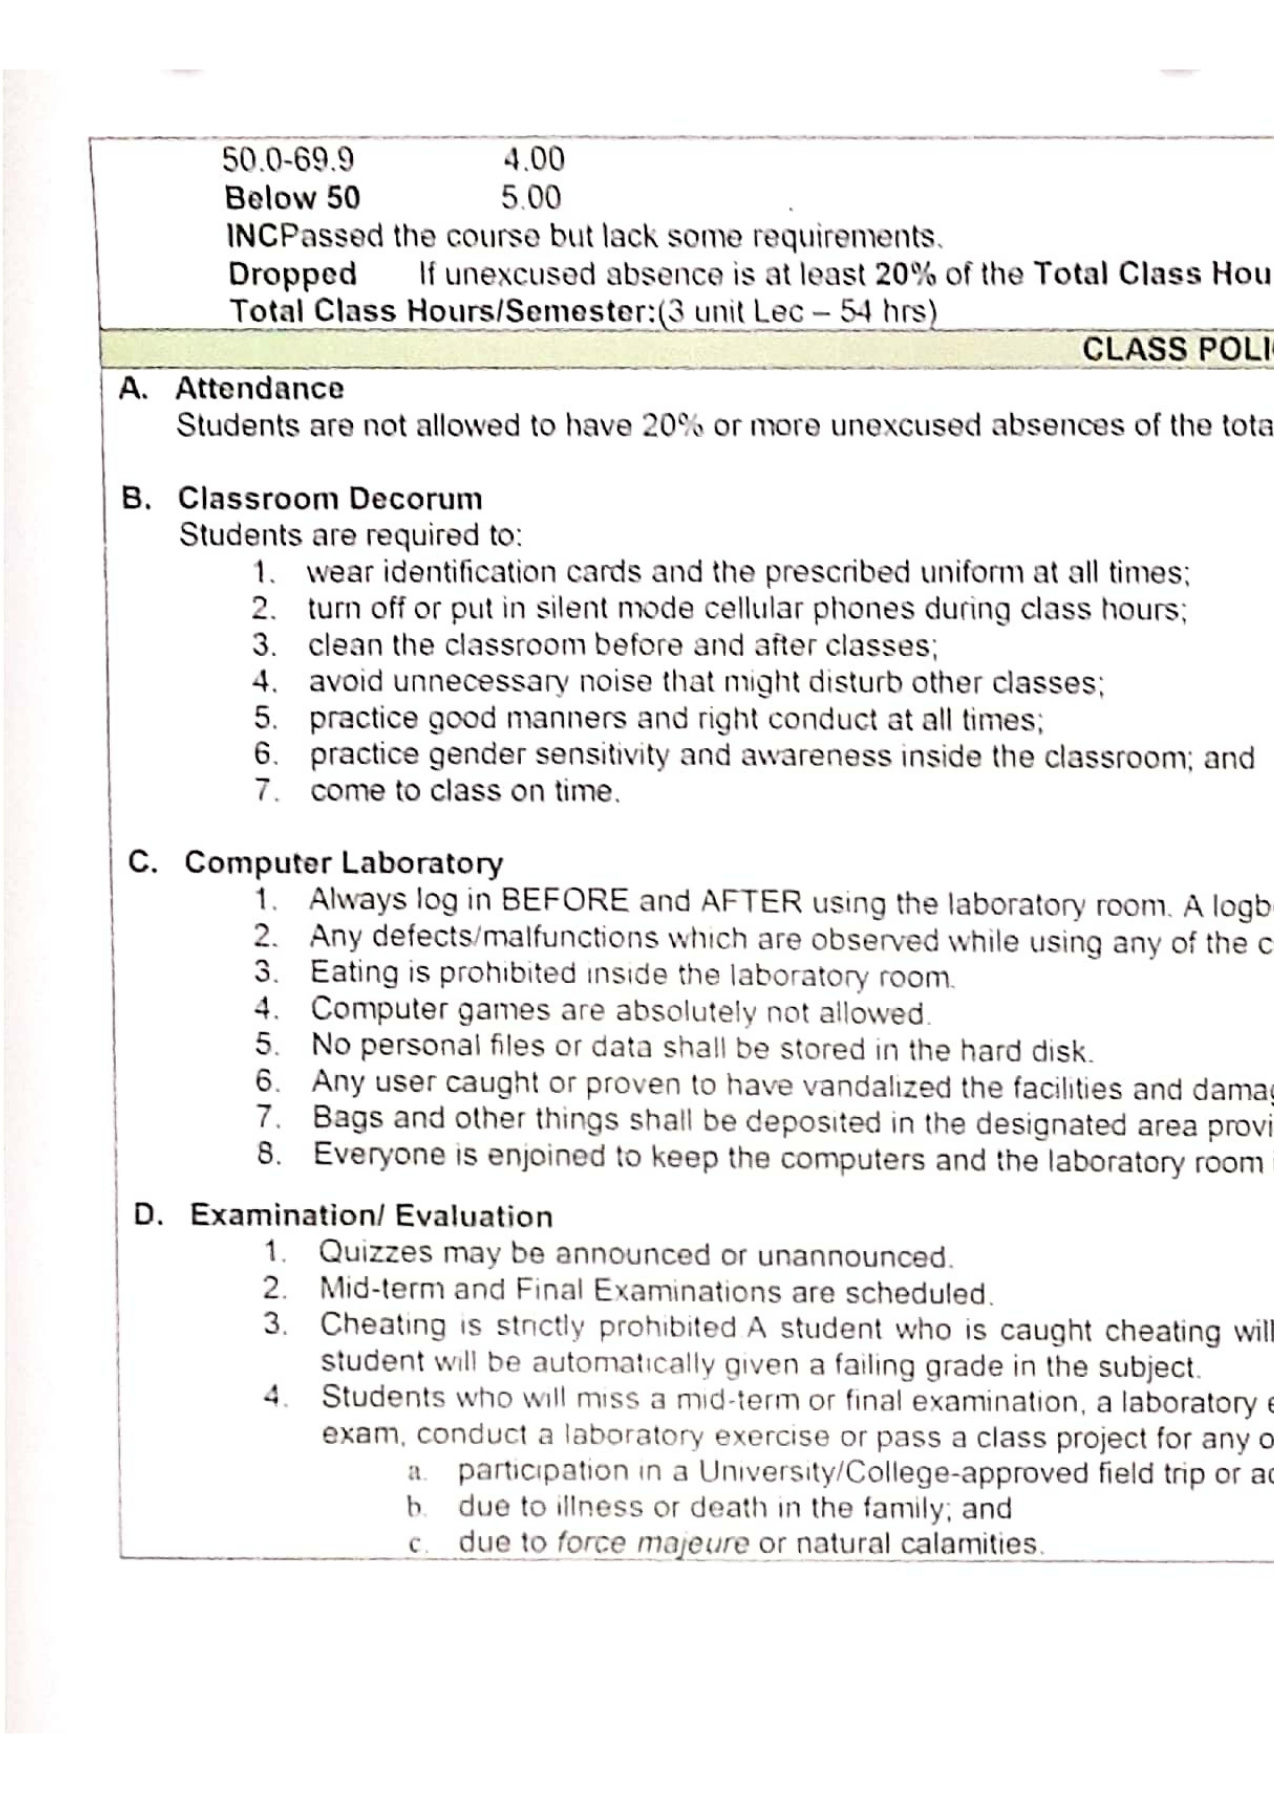 50.0-69.9 4.00
Below 50 5.00
INCPassed the course but lack some requirements.
Dropped If unexcused absence is at least 20% of the Total Class Hou
Total Class Hours/Semester:(3 unit Lec – 54 hrs)
CLASS POLI
A. Attendance
Students are not allowed to have 20% or more unexcused absences of the tota
B. Classroom Decorum
Students are required to:
1. wear identification cards and the prescribed uniform at all times;
2. turn off or put in silent mode cellular phones during class hours;
3. clean the classroom before and after classes;
4. avoid unnecessary noise that might disturb other classes;
5. practice good manners and right conduct at all times;
6. practice gender sensitivity and awareness inside the classroom; and
7. come to class on time.
C. Computer Laboratory
1. Always log in BEFORE and AFTER using the laboratory room. A logb
2. Any defects/malfunctions which are observed while using any of the c
3. Eating is prohibited inside the laboratory room.
4. Computer games are absolutely not allowed.
5. No personal files or data shall be stored in the hard disk.
6. Any user caught or proven to have vandalized the facilities and damag
7. Bags and other things shall be deposited in the designated area provi
8. Everyone is enjoined to keep the computers and the laboratory room
D. Examination/ Evaluation
1. Quizzes may be announced or unannounced.
2. Mid-term and Final Examinations are scheduled.
3. Cheating is strictly prohibited A student who is caught cheating will
student will be automatically given a failing grade in the subject.
4. Students who will miss a mid-term or final examination, a laboratory e
exam, conduct a laboratory exercise or pass a class project for any o
a. participation in a University/College-approved field trip or ac
b. due to illness or death in the family; and
c. due to force majeure or natural calamities.